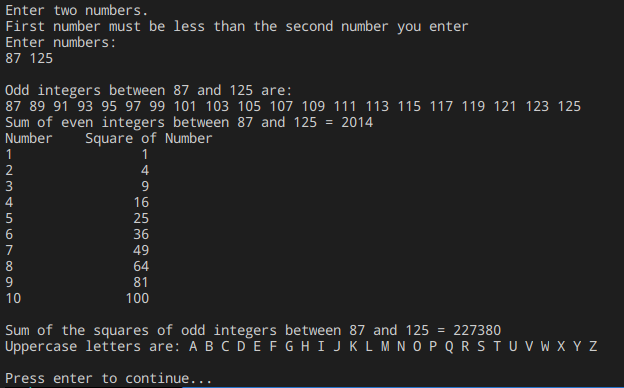 Enter two numbers.
First number must be less than the second number you enter
Enter numbers:
87 125
Odd integers between 87 and 125 are:
87 89 91 93 95 97 99 101 103 105 107 109 111 113 115 117 119 121 123 125
Sum of even integers between 87 and 125 = 2014
Number    Square of Number
1                1
2                4
3                9
4               16
5               25
6               36
7               49
8               64
9               81
10             100
Sum of the squares of odd integers between 87 and 125 = 227380
Uppercase letters are: A B C D E F G H I J K L M N O P Q R S T U V W X Y Z
Press enter to continue...